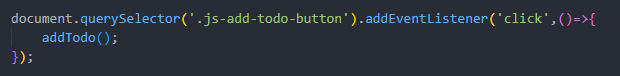 document.querySelector('.js-add-todo-button').addEventListener('click',()=>{
    addTodo();
});